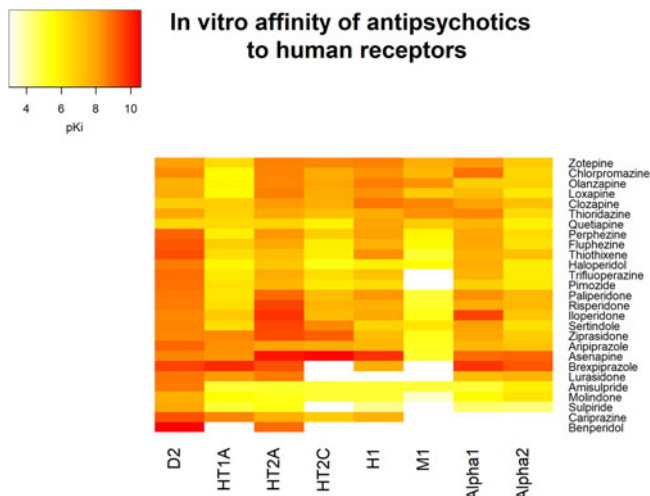 In vitro affinity of antipsychotics
to human receptors
4 6 8 10
pKi
Zotepine
Chlorpromazine
Olanzapine
Loxapine
Clozapine
Thioridazine
Quetiapine
Perphezine
Fluphezine
Thiothixene
Haloperidol
Trifluoperazine
Pimozide
Paliperidone
Risperidone
Iloperidone
Sertindole
Ziprasidone
Aripiprazole
Asenapine
Brexpiprazole
Lurasidone
Amisulpride
Molindone
Sulpiride
Cariprazine
Benperidol
D2 HT1A HT2A HT2C H1 M1 Alpha1 Alpha2